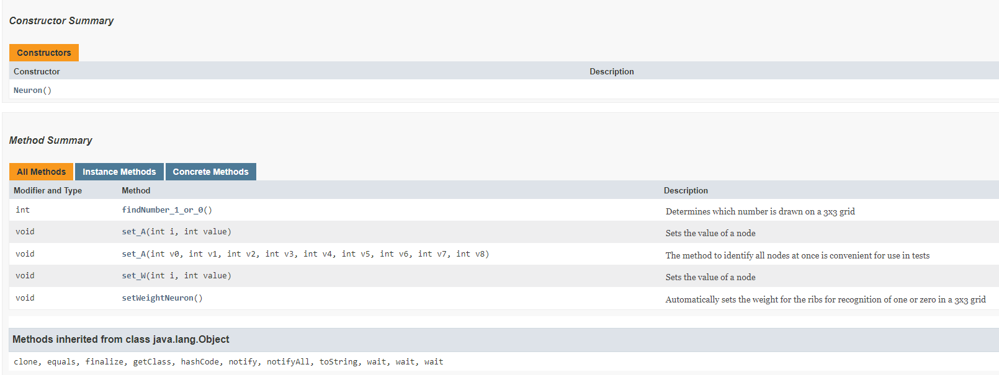 Constructor Summary
Constructors
Constructor Description
Neuron()
Method Summary
All Methods Instance Methods Concrete Methods
Modifier and Type Method Description
int findNumber_1_or_0() Determines which number is drawn on a 3x3 grid
void set_A(int i, int value) Sets the value of a node
void set_A(int v0, int v1, int v2, int v3, int v4, int v5, int v6, int v7, int v8) The method to identify all nodes at once is convenient for use in tests
void set_W(int i, int value) Sets the value of a node
void setWeightNeuron() Automatically sets the weight for the ribs for recognition of one or zero in a 3x3 grid
Methods inherited from class java.lang.Object
clone, equals, finalize, getClass, hashCode, notify, notifyAll, toString, wait, wait, wait